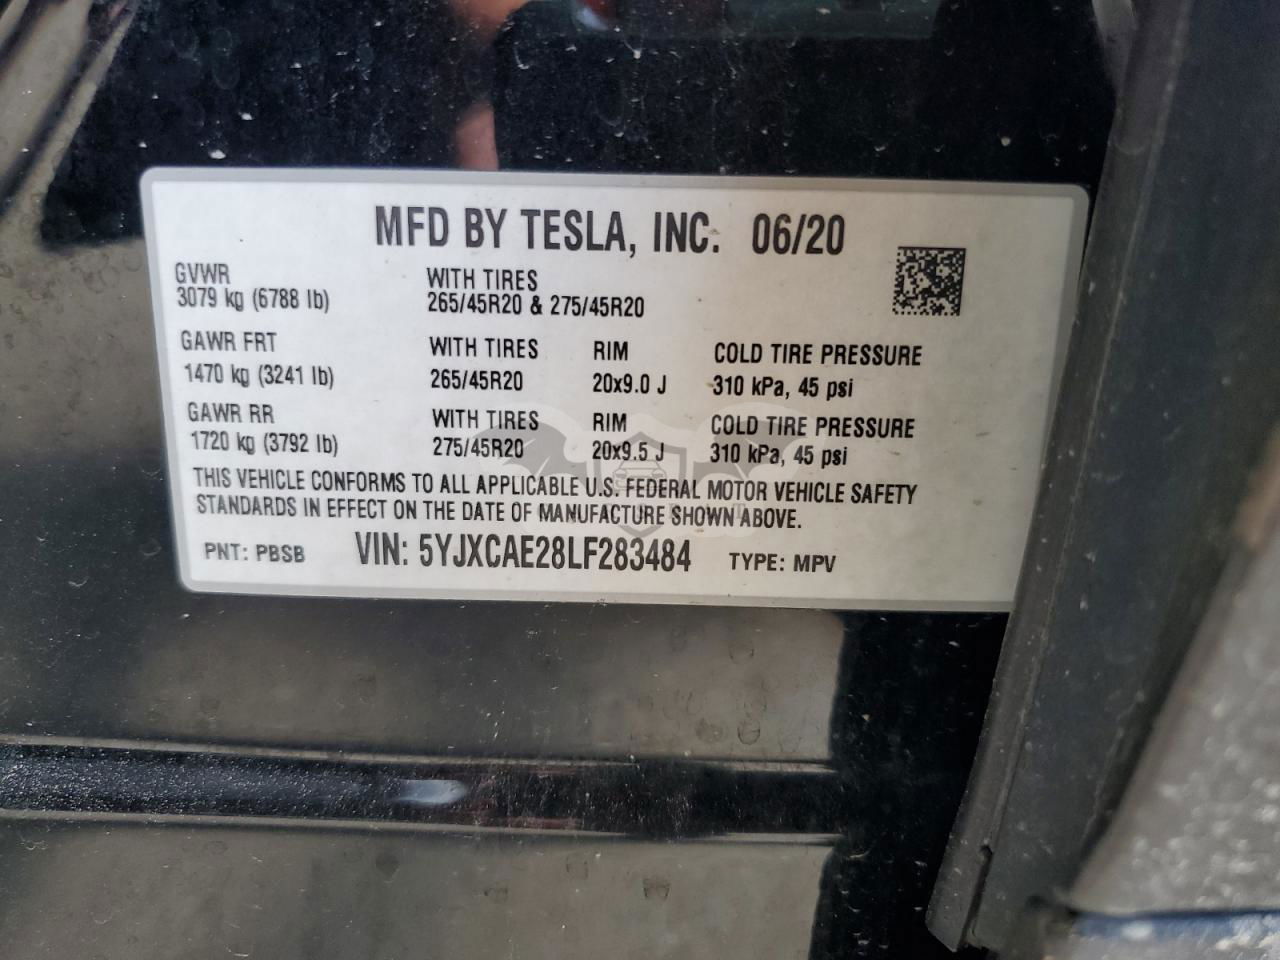 MFD BY TESLA, INC. 06/20
GVWR WITH TIRES
3079 kg (6788 lb) 265/45R20 & 275/45R20
GAWR FRT WITH TIRES RIM COLD TIRE PRESSURE
1470 kg (3241 lb) 265/45R20 20x9.0 J 310 kPa, 45 psi
GAWR RR WITH TIRES RIM COLD TIRE PRESSURE
1720 kg (3792 lb) 275/45R20 20x9.5 J 310 kPa, 45 psi
THIS VEHICLE CONFORMS TO ALL APPLICABLE U.S. FEDERAL MOTOR VEHICLE SAFETY
STANDARDS IN EFFECT ON THE DATE OF MANUFACTURE SHOWN ABOVE.
PNT: PBSB VIN: 5YJXCAE28LF283484 TYPE: MPV